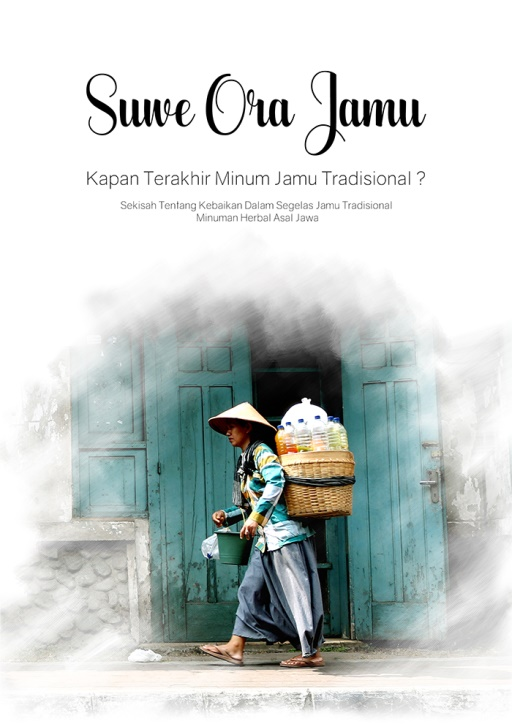 Suwe Ora Jamu
Kapan Terakhir Minum Jamu Tradisional ?
Sekisah Tentang Kebaikan Dalam Segelas Jamu Tradisional
Minuman Herbal Asal Jawa